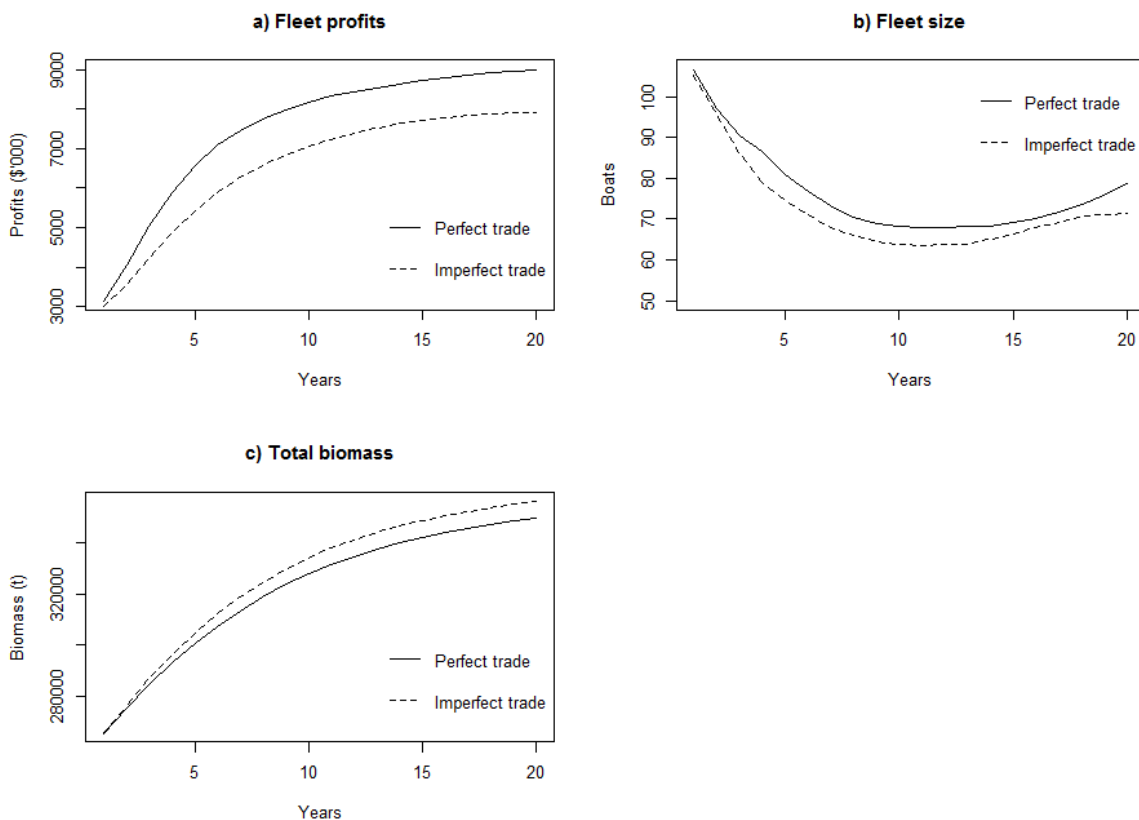 a) Fleet profits
Profits ($'000)
9000
7000
5000
3000
Perfect trade
Imperfect trade
5 10 15 20
Years
b) Fleet size
Boats
100
90
80
70
60
50
Perfect trade
Imperfect trade
5 10 15 20
Years
c) Total biomass
Biomass (t)
320000
280000
Perfect trade
Imperfect trade
5 10 15 20
Years